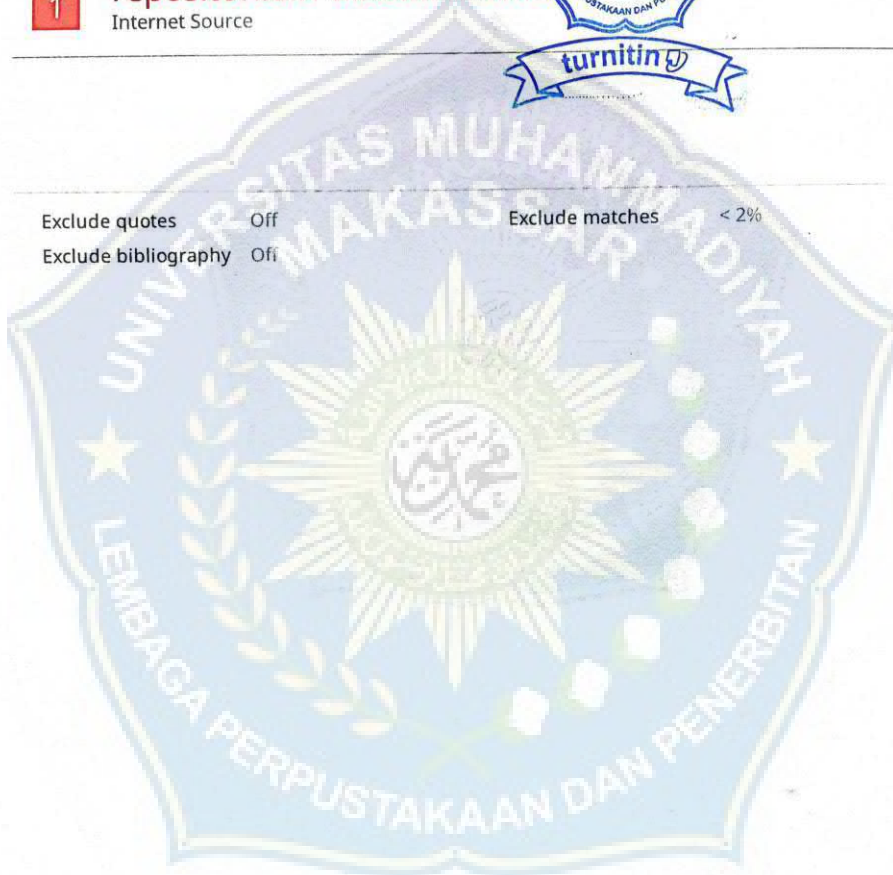 1
Internet Source
turnitin
Exclude quotes Off
Exclude matches < 2%
Exclude bibliography Off
UNIVERSITAS MUHAMMADIYAH
MAKASSAR
LEMBAGA PERPUSTAKAAN DAN PENERBITAN